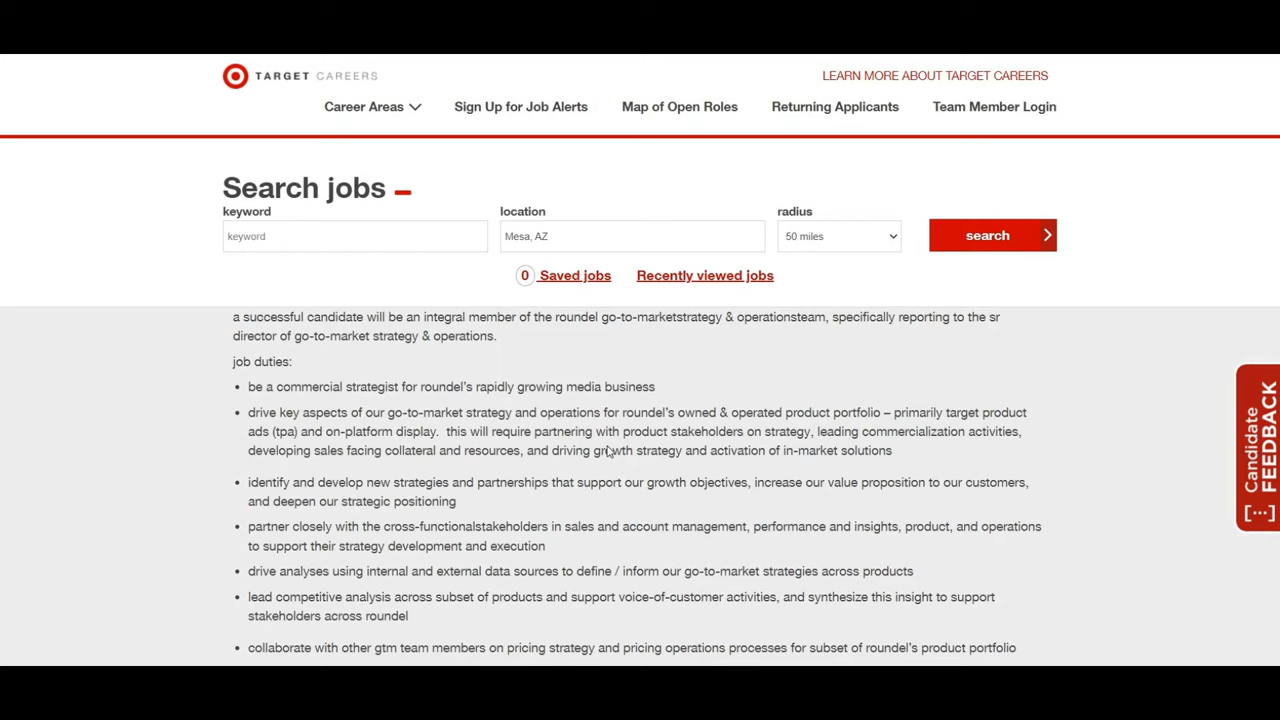 TARGET CAREERS
LEARN MORE ABOUT TARGET CAREERS
Career Areas
Sign Up for Job Alerts
Map of Open Roles
Returning Applicants
Team Member Login
Search jobs
keyword
location
radius
keyword
Mesa, AZ
50 miles
search
0 Saved jobs
Recently viewed jobs
a successful candidate will be an integral member of the roundel go-to-marketstrategy & operationsteam, specifically reporting to the sr
director of go-to-market strategy & operations.
job duties:
• be a commercial strategist for roundel's rapidly growing media business
• drive key aspects of our go-to-market strategy and operations for roundel's owned & operated product portfolio – primarily target product
ads (tpa) and on-platform display.  this will require partnering with product stakeholders on strategy, leading commercialization activities,
developing sales facing collateral and resources, and driving growth strategy and activation of in-market solutions
• identify and develop new strategies and partnerships that support our growth objectives, increase our value proposition to our customers,
and deepen our strategic positioning
• partner closely with the cross-functionalstakeholders in sales and account management, performance and insights, product, and operations
to support their strategy development and execution
• drive analyses using internal and external data sources to define / inform our go-to-market strategies across products
• lead competitive analysis across subset of products and support voice-of-customer activities, and synthesize this insight to support
stakeholders across roundel
• collaborate with other gtm team members on pricing strategy and pricing operations processes for subset of roundel's product portfolio
Candidate
FEEDBACK
[...]